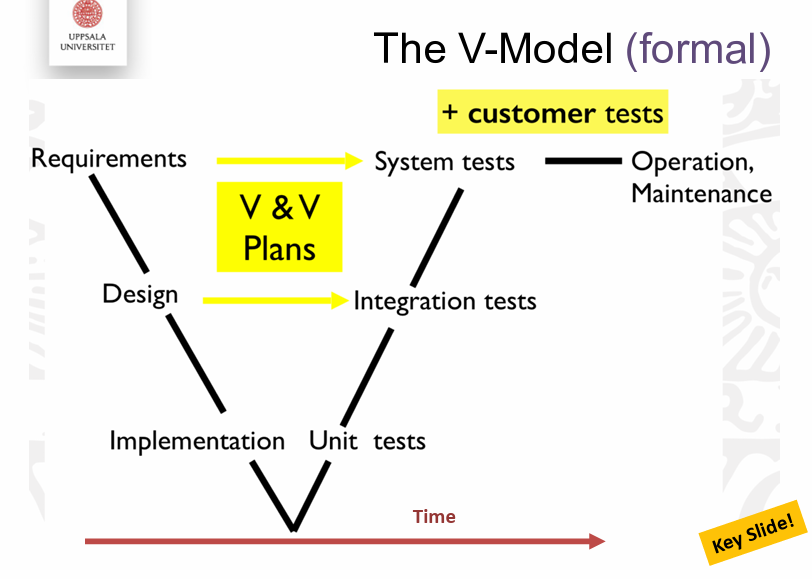 UPPSALA
UNIVERSITET
The V-Model (formal)
+ customer tests
Requirements
System tests
Operation,
Maintenance
V & V
Plans
Design
Integration tests
Implementation
Unit tests
Time
Key Slide!